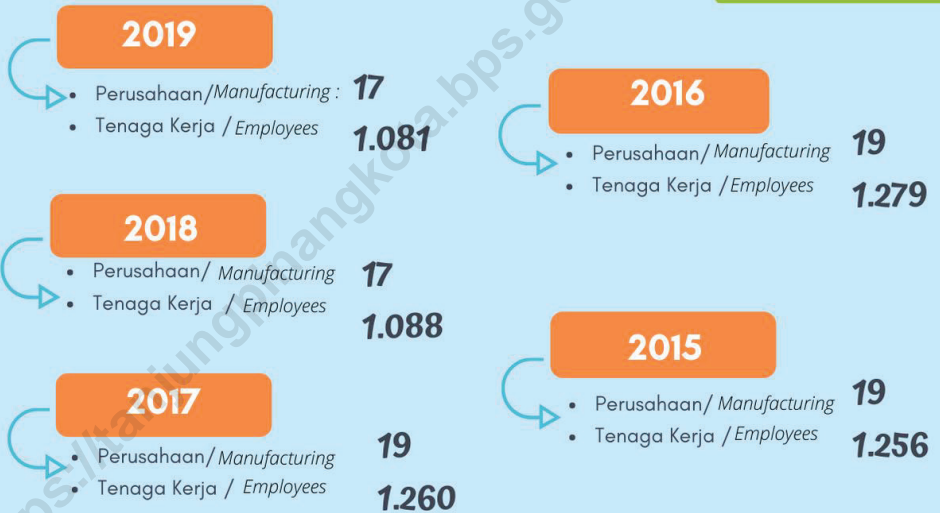 2019
• Perusahaan/Manufacturing : 17
• Tenaga Kerja / Employees 1.081
2018
• Perusahaan/ Manufacturing 17
• Tenaga Kerja / Employees 1.088
2017
• Perusahaan/ Manufacturing 19
• Tenaga Kerja / Employees 1.260
2016
• Perusahaan/ Manufacturing 19
• Tenaga Kerja / Employees 1.279
2015
• Perusahaan/ Manufacturing 19
• Tenaga Kerja / Employees 1.256